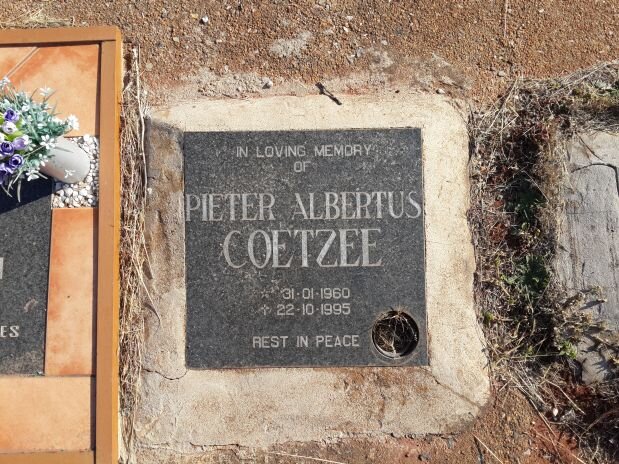 IN LOVING MEMORY
OF
PIETER ALBERTUS
COETZEE
31·01·1960
✝ 22·10·1995
REST IN PEACE